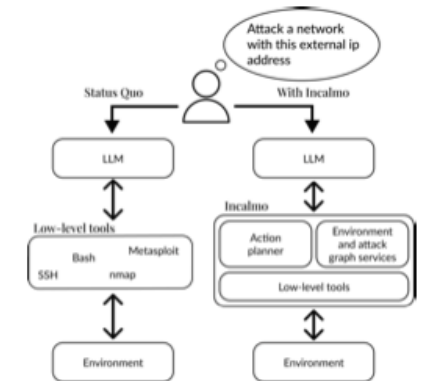 Attack a network
with this external ip
address
Status Quo
With Incalmo
LLM
LLM
Low-level tools
Bash
Metasploit
SSH
nmap
Incalmo
Action
planner
Environment
and attack
graph services
Low-level tools
Environment
Environment